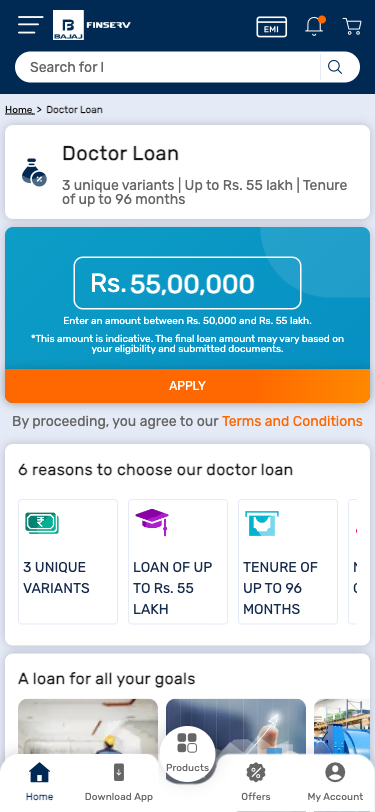 B
BAJAJ
FINSERV
EMI
Search for l
Home > Doctor Loan
Doctor Loan
3 unique variants | Up to Rs. 55 lakh | Tenure
of up to 96 months
Rs. 55,00,000
Enter an amount between Rs. 50,000 and Rs. 55 lakh.
*This amount is indicative. The final loan amount may vary based on
your eligibility and submitted documents.
APPLY
By proceeding, you agree to our Terms and Conditions
6 reasons to choose our doctor loan
3 UNIQUE
VARIANTS
LOAN OF UP
TO Rs. 55
LAKH
TENURE OF
UP TO 96
MONTHS
A loan for all your goals
Home
Download App
Products
Offers
My Account